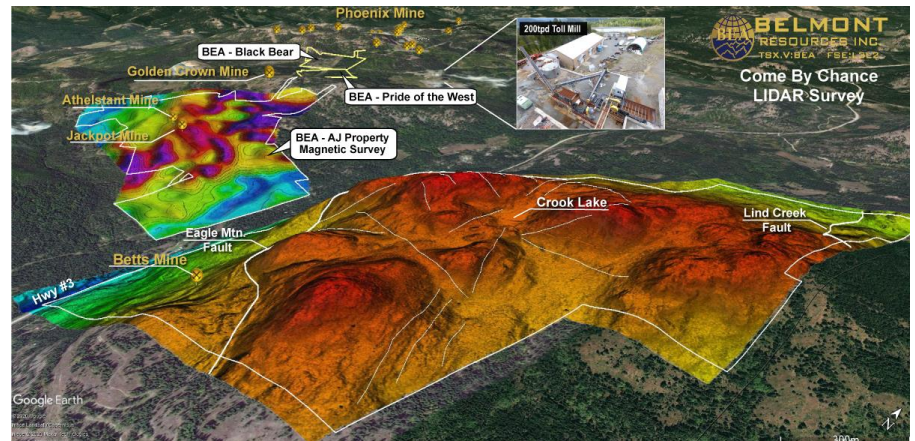 Phoenix Mine
200tpd Toll Mill
BEA
BELMONT
RESOURCES INC.
TSX.V:BEA FSE:L3L2
Come By Chance
LIDAR Survey
BEA - Black Bear
Golden Crown Mine
BEA - Pride of the West
Athelstant Mine
Jackpot Mine
BEA - AJ Property
Magnetic Survey
Crook Lake
Lind Creek
Fault
Eagle Mtn.
Fault
Betts Mine
Hwy #3
Google Earth
300m